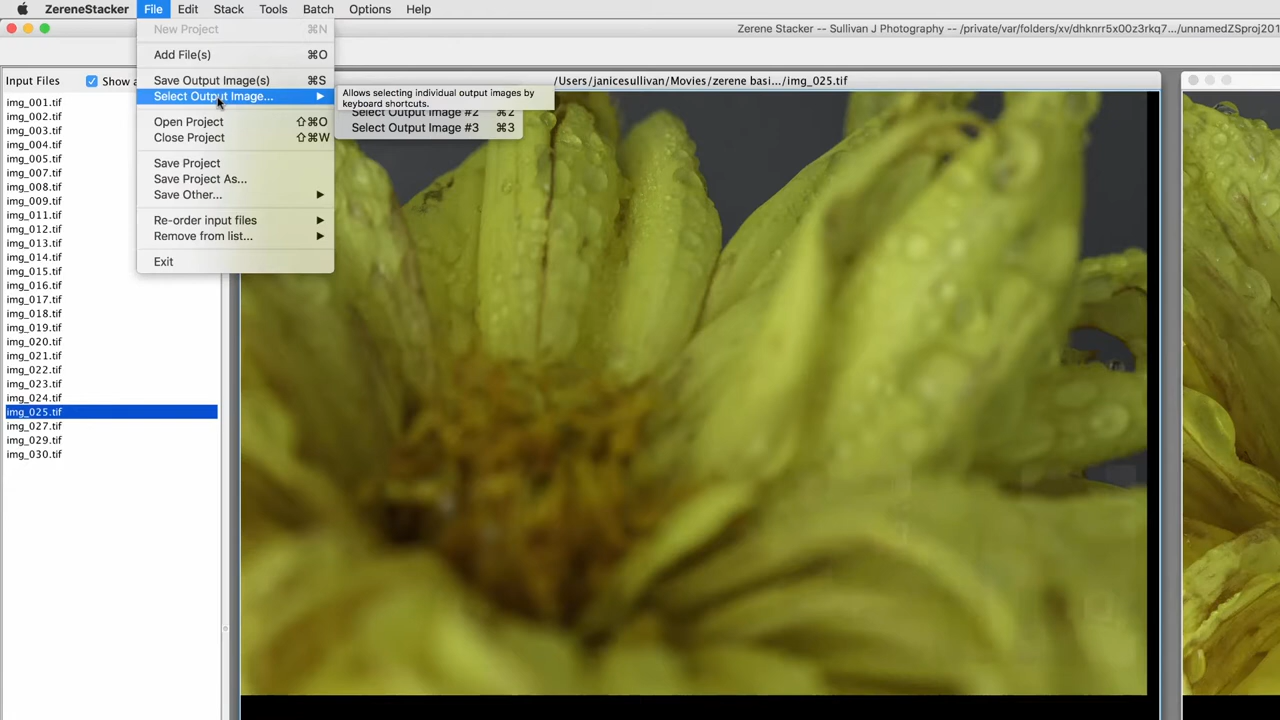 ZereneStacker File Edit Stack Tools Batch Options Help
Zerene Stacker -- Sullivan J Photography -- /private/var/folders/xv/dhknrr5x00z3rkq7.../unnamedZSproj201
New Project ⌘N
Add File(s) ⌘O
Save Output Image(s) ⌘S
Select Output Image... ▶
Open Project ⇧⌘O
Close Project ⇧⌘W
Save Project
Save Project As...
Save Other... ▶
Re-order input files ▶
Remove from list... ▶
Exit
Allows selecting individual output images by
keyboard shortcuts.
Select Output Image #2 ⌘2
Select Output Image #3 ⌘3
Input Files Show a
/Users/janicesullivan/Movies/zerene basi.../img_025.tif
img_001.tif
img_002.tif
img_003.tif
img_004.tif
img_005.tif
img_007.tif
img_008.tif
img_009.tif
img_011.tif
img_012.tif
img_013.tif
img_014.tif
img_015.tif
img_016.tif
img_017.tif
img_018.tif
img_019.tif
img_020.tif
img_021.tif
img_022.tif
img_023.tif
img_024.tif
img_025.tif
img_027.tif
img_029.tif
img_030.tif